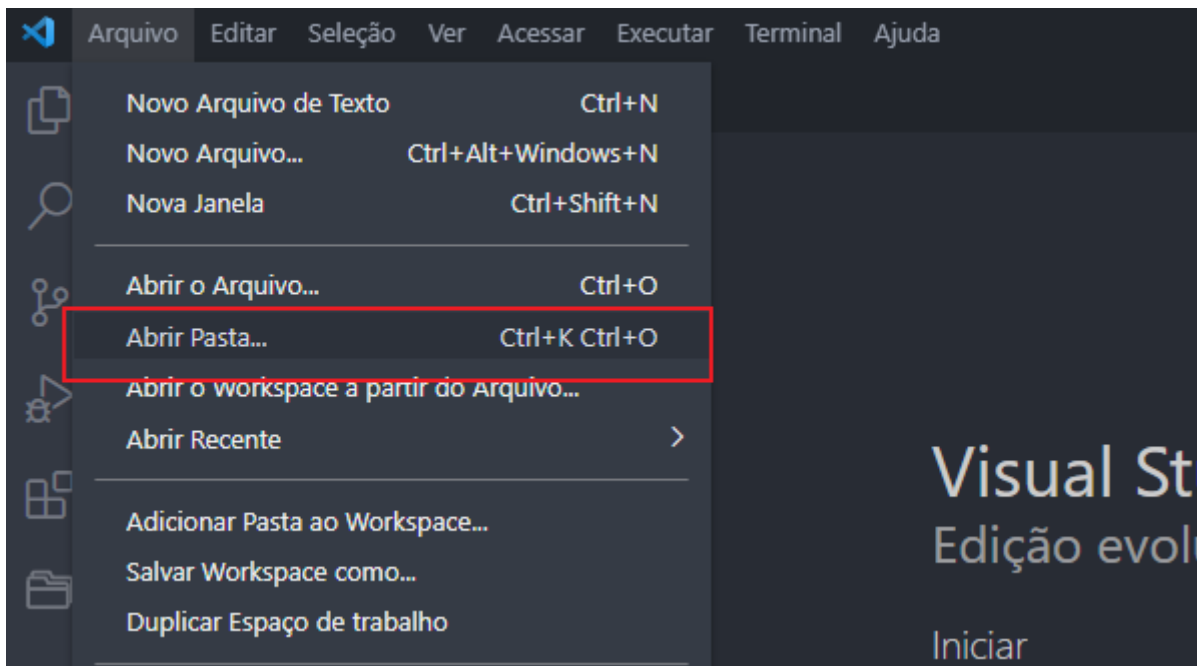 Arquivo Editar Seleção Ver Acessar Executar Terminal Ajuda
Novo Arquivo de Texto Ctrl+N
Novo Arquivo... Ctrl+Alt+Windows+N
Nova Janela Ctrl+Shift+N
Abrir o Arquivo... Ctrl+O
Abrir Pasta... Ctrl+K Ctrl+O
Abrir o Workspace a partir do Arquivo...
Abrir Recente
Adicionar Pasta ao Workspace...
Salvar Workspace como...
Duplicar Espaço de trabalho
Visual St
Edição evol
Iniciar